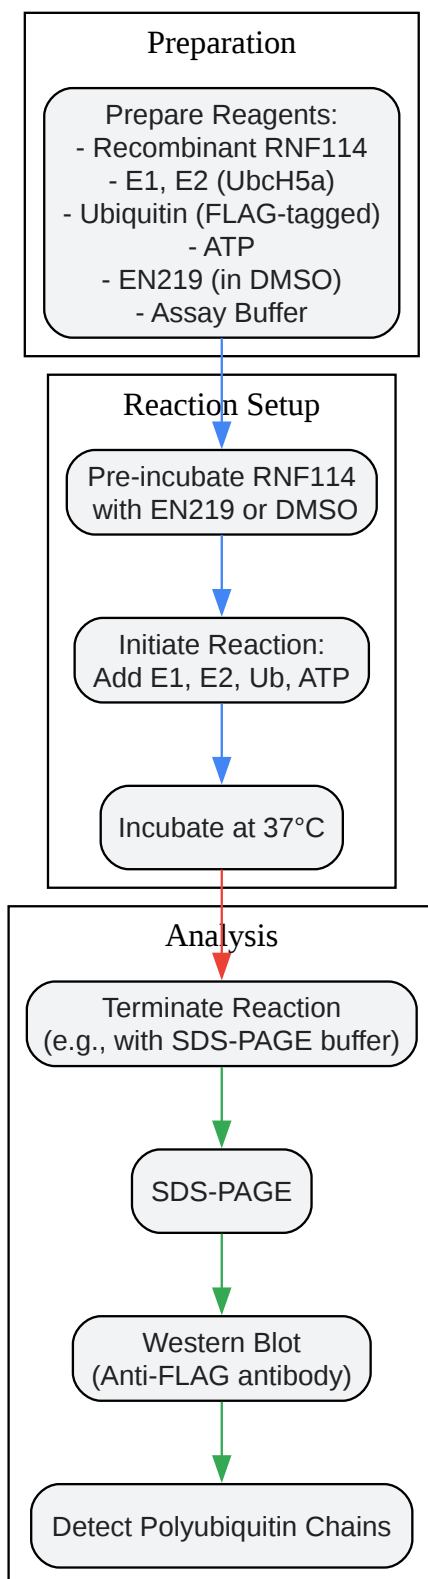 Preparation
Prepare Reagents:
- Recombinant RNF114
- E1, E2 (UbcH5a)
- Ubiquitin (FLAG-tagged)
- ATP
- EN219 (in DMSO)
- Assay Buffer
Reaction Setup
Pre-incubate RNF114
with EN219 or DMSO
Initiate Reaction:
Add E1, E2, Ub, ATP
Incubate at 37°C
Analysis
Terminate Reaction
(e.g., with SDS-PAGE buffer)
SDS-PAGE
Western Blot
(Anti-FLAG antibody)
Detect Polyubiquitin Chains